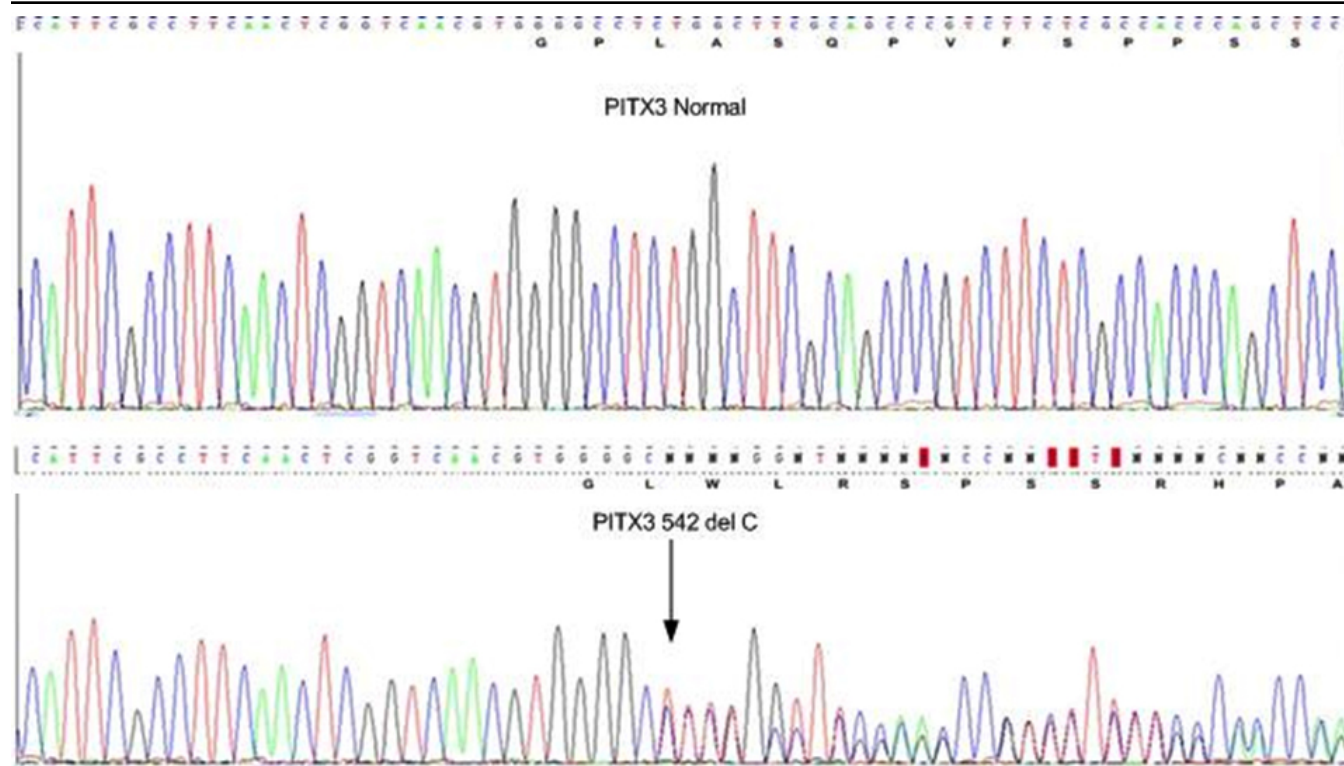 C C A T T C G C C T T C A A C T C G G T C A A C G T G G G G C C T C T G G C T T C G C A G C C C G T C T T C T C G C C A C C C A G C T C C
G P L A S Q P V F S P P S S
PITX3 Normal
C A T T C G C C T T C A A C T C G G T C A A C G T G G G G C N N N N G G N T N N N N N C C N N T N N N N C N N C C N N
G L W L R S P S S R H P A
PITX3 542 del C